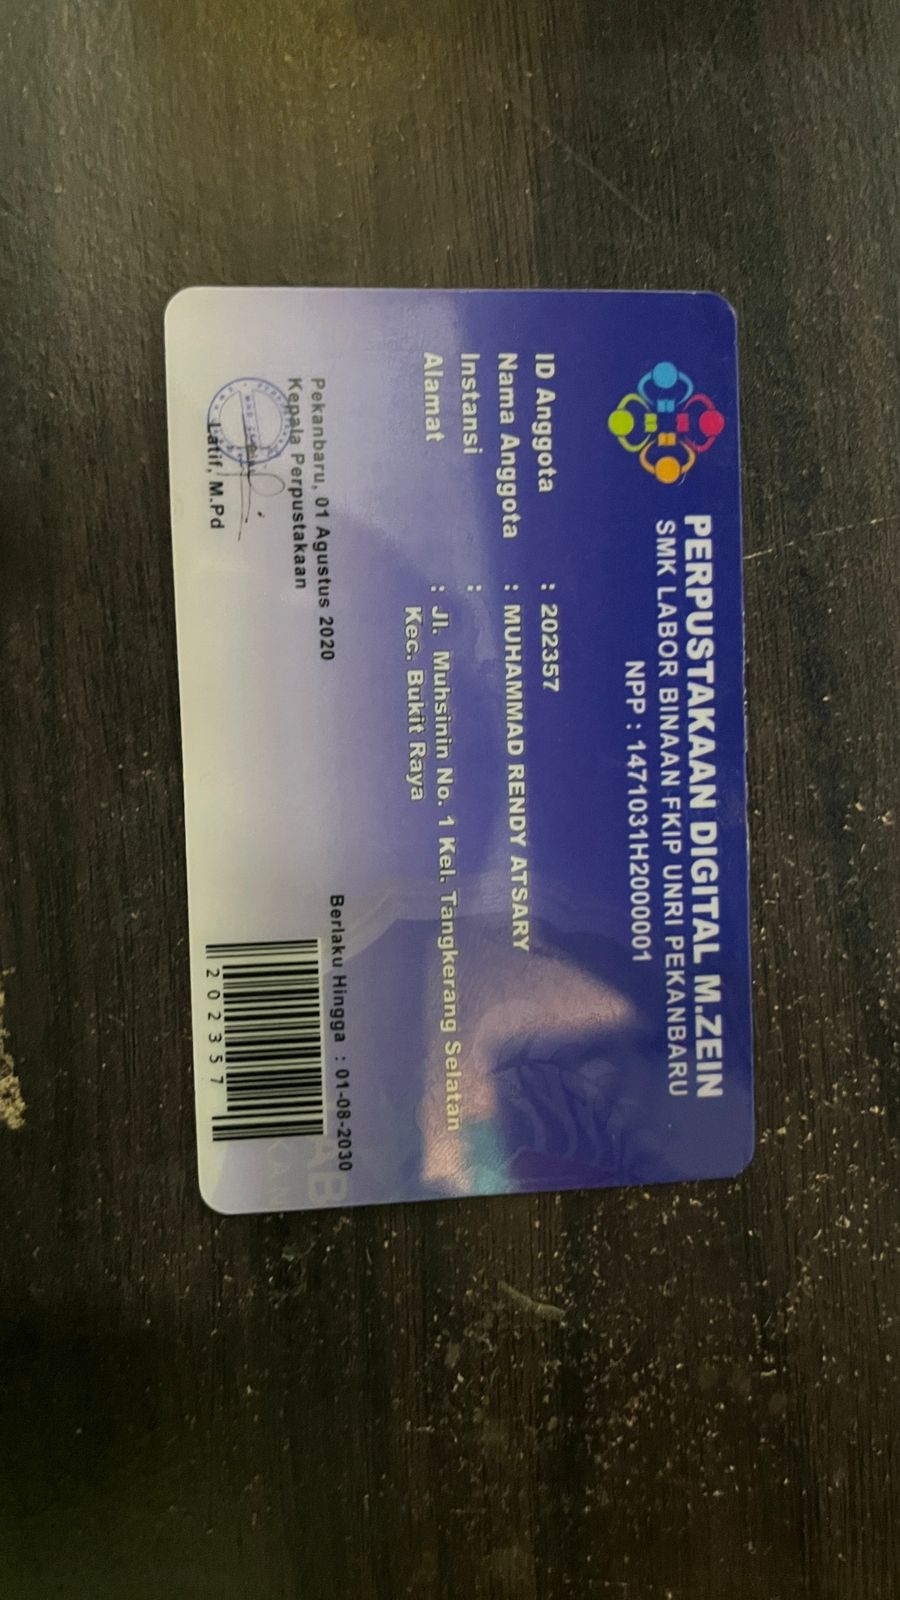 PERPUSTAKAAN DIGITAL M.ZEIN
SMK LABOR BINAAN FKIP UNRI PEKANBARU
NPP : 1471031H2000001
ID Anggota : 202357
Nama Anggota : MUHAMMAD RENDY ATSARY
Instansi :
Alamat : Jl. Muhsinin No. 1 Kel. Tangkerang Selatan
Kec. Bukit Raya
Pekanbaru, 01 Agustus 2020
Kepala Perpustakaan
Latif, M.Pd
Berlaku Hingga : 01-08-2030
202357